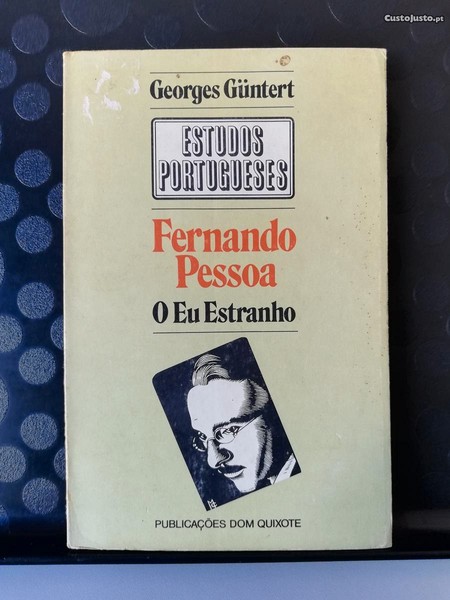 CustoJusto.pt
Georges Güntert
ESTUDOS
PORTUGUESES
Fernando
Pessoa
O Eu Estranho
PUBLICAÇÕES DOM QUIXOTE